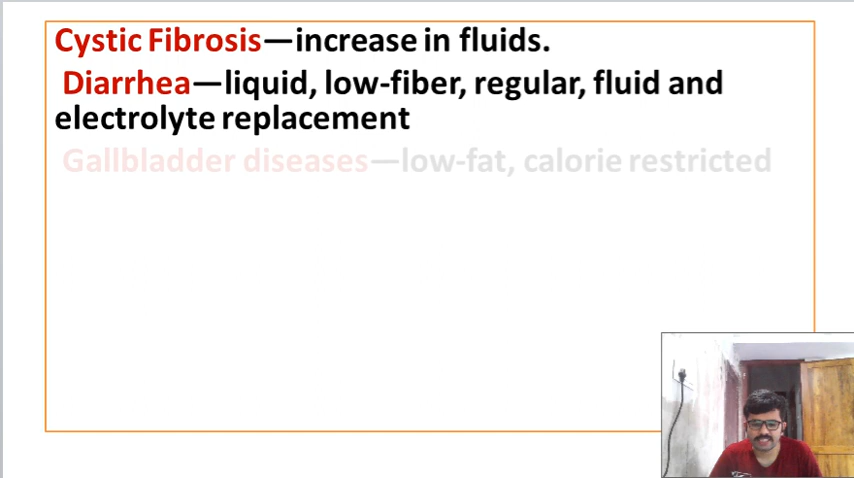 Cystic Fibrosis—increase in fluids.
Diarrhea—liquid, low-fiber, regular, fluid and
electrolyte replacement
Gallbladder diseases—low-fat, calorie restricted